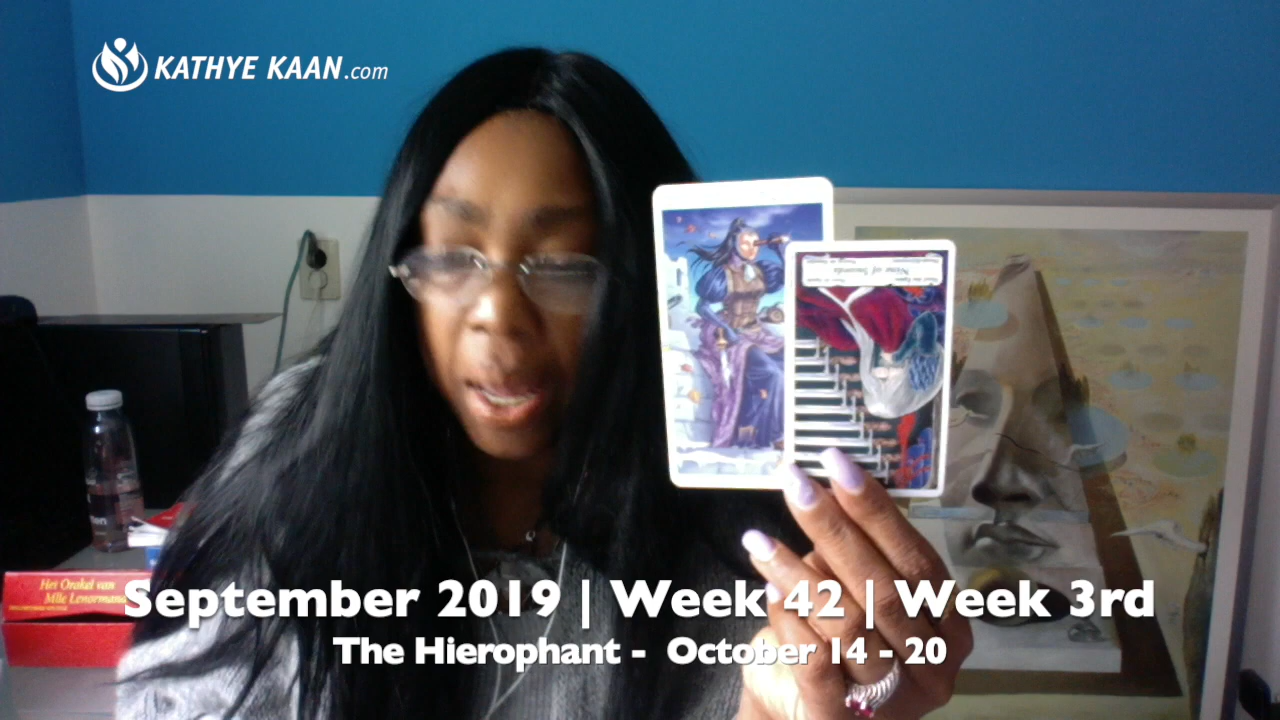 KATHYE KAAN.com
Nine of Swords
Het Orakel van
Mlle Lenormand
September 2019 | Week 42 | Week 3rd
The Hierophant - October 14 - 20